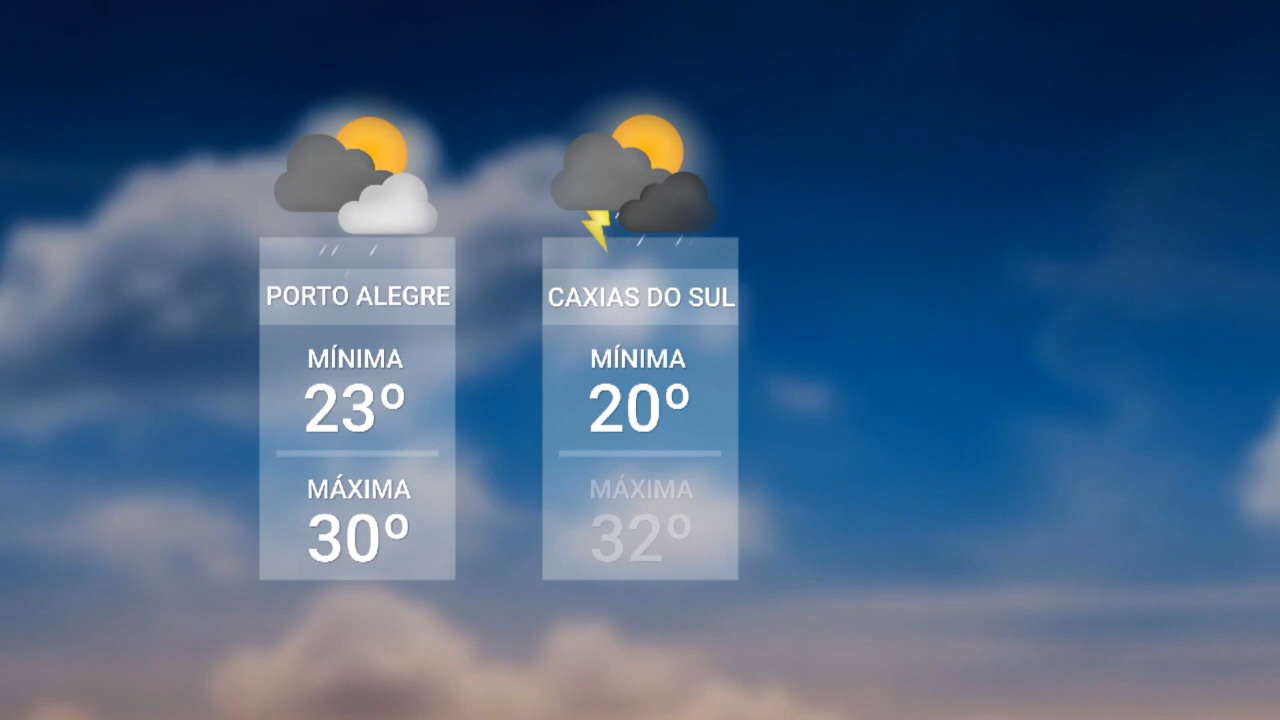 PORTO ALEGRE
MÍNIMA
23º
MÁXIMA
30º
CAXIAS DO SUL
MÍNIMA
20º
MÁXIMA
32º